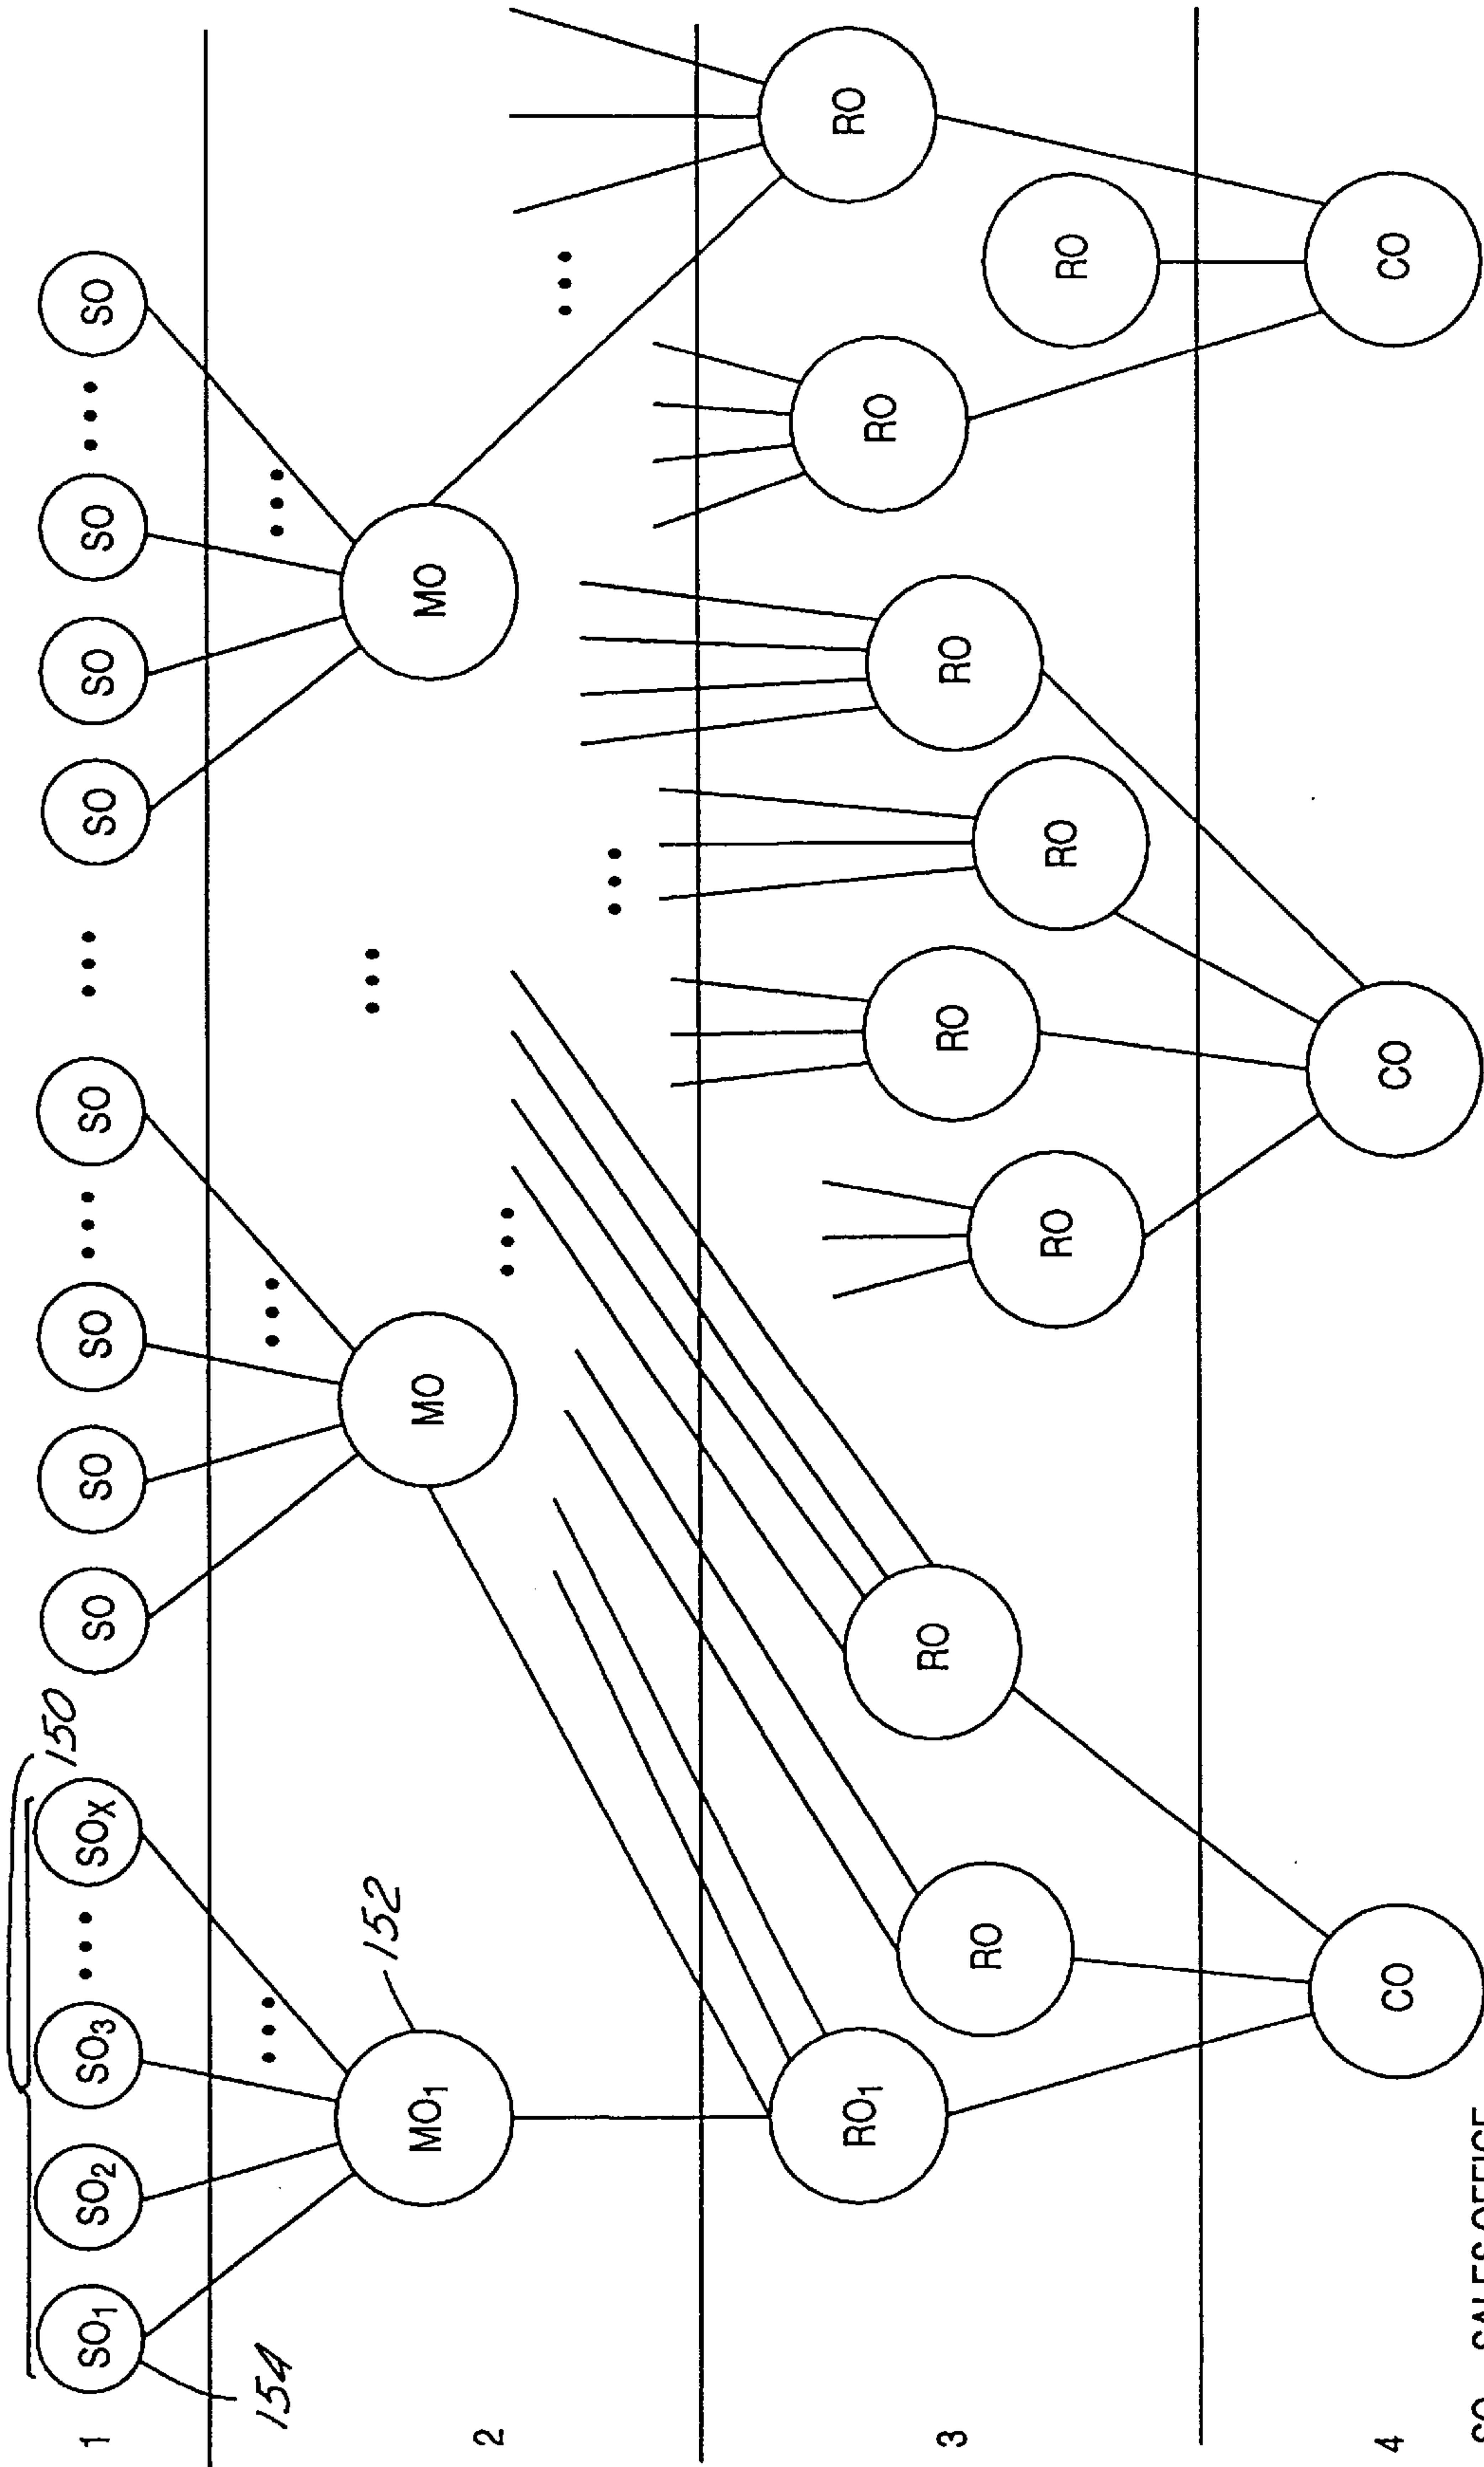 1
SO1 SO2 SO3 ••• SOX SO SO SO ••• SO ••• SO SO SO ••• SO
150
154
2
MO1 MO MO
152
3
RO1 RO RO RO RO RO RO RO RO RO
4
CO CO CO
SO – SALES OFFICE